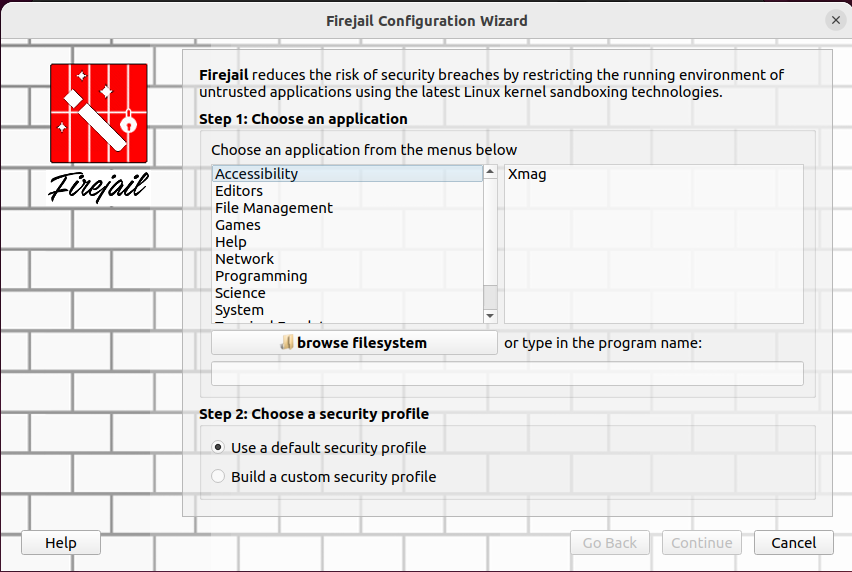 Firejail Configuration Wizard
Firejail
Firejail reduces the risk of security breaches by restricting the running environment of
untrusted applications using the latest Linux kernel sandboxing technologies.
Step 1: Choose an application
Choose an application from the menus below
Accessibility
Editors
File Management
Games
Help
Network
Programming
Science
System
Xmag
browse filesystem
or type in the program name:
Step 2: Choose a security profile
Use a default security profile
Build a custom security profile
Help
Go Back
Continue
Cancel